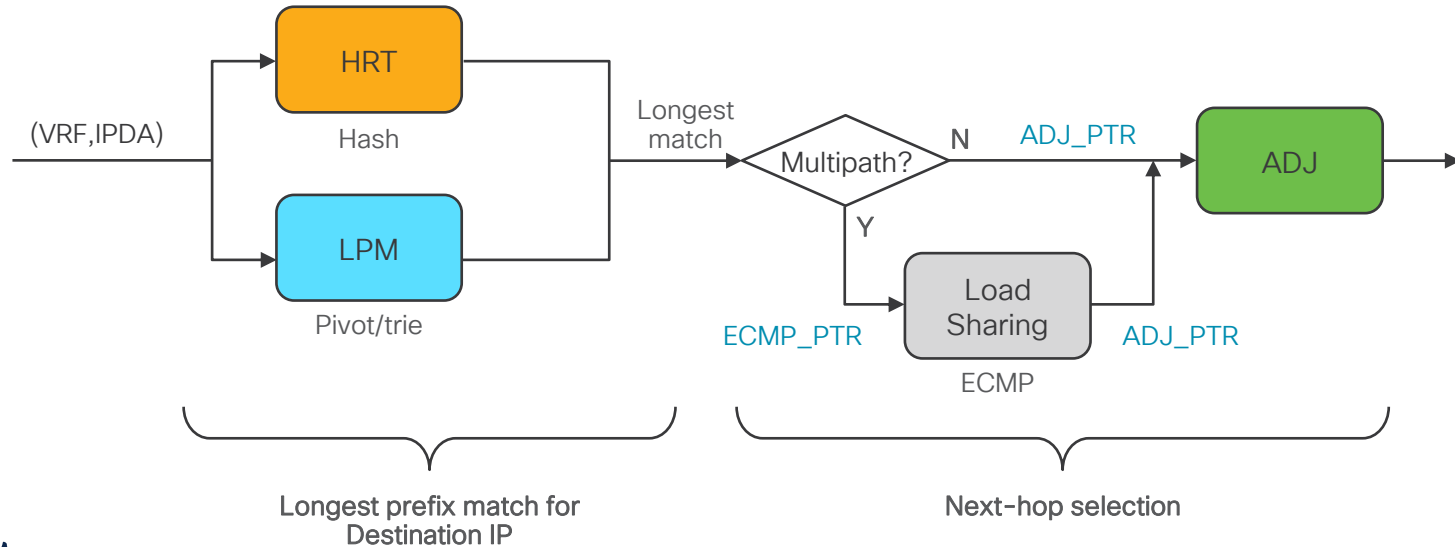 (VRF,IPDA)
HRT
Hash
LPM
Pivot/trie
Longest
match
Multipath?
N
Y
ADJ_PTR
ECMP_PTR
Load
Sharing
ECMP
ADJ_PTR
ADJ
Longest prefix match for
Destination IP
Next-hop selection